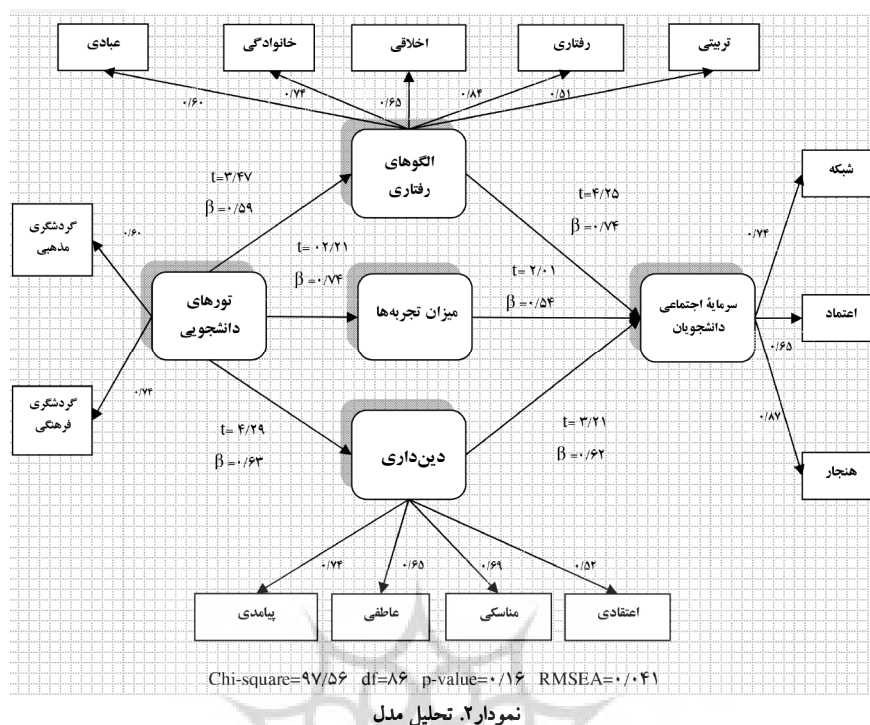 تربیتی
رفتاری
اخلاقی
خانوادگی
عبادی
۰/۵۱
۰/۸۴
۰/۶۵
۰/۷۴
۰/۶۰
الگوهای
رفتاری
t=۳/۴۷
β =۰/۵۹
t=۴/۲۵
β =۰/۷۴
شبکه
۰/۷۴
گردشگری
مذهبی
۰/۶۰
t= ۰۲/۲۱
β =۰/۷۴
t= ۲/۰۱
β =۰/۵۴
تورهای
دانشجویی
میزان تجربه‌ها
سرمایۀ اجتماعی
دانشجویان
اعتماد
۰/۶۵
گردشگری
فرهنگی
۰/۷۴
t= ۴/۲۹
β =۰/۶۳
دین‌داری
t= ۳/۲۱
β =۰/۶۲
۰/۸۷
هنجار
۰/۵۲
۰/۶۹
۰/۶۵
۰/۷۴
اعتقادی
مناسکی
عاطفی
پیامدی
Chi-square=۹۷/۵۶ df=۸۶ p-value=۰/۱۶ RMSEA=۰/۰۴۱
نمودار۲. تحلیل مدل